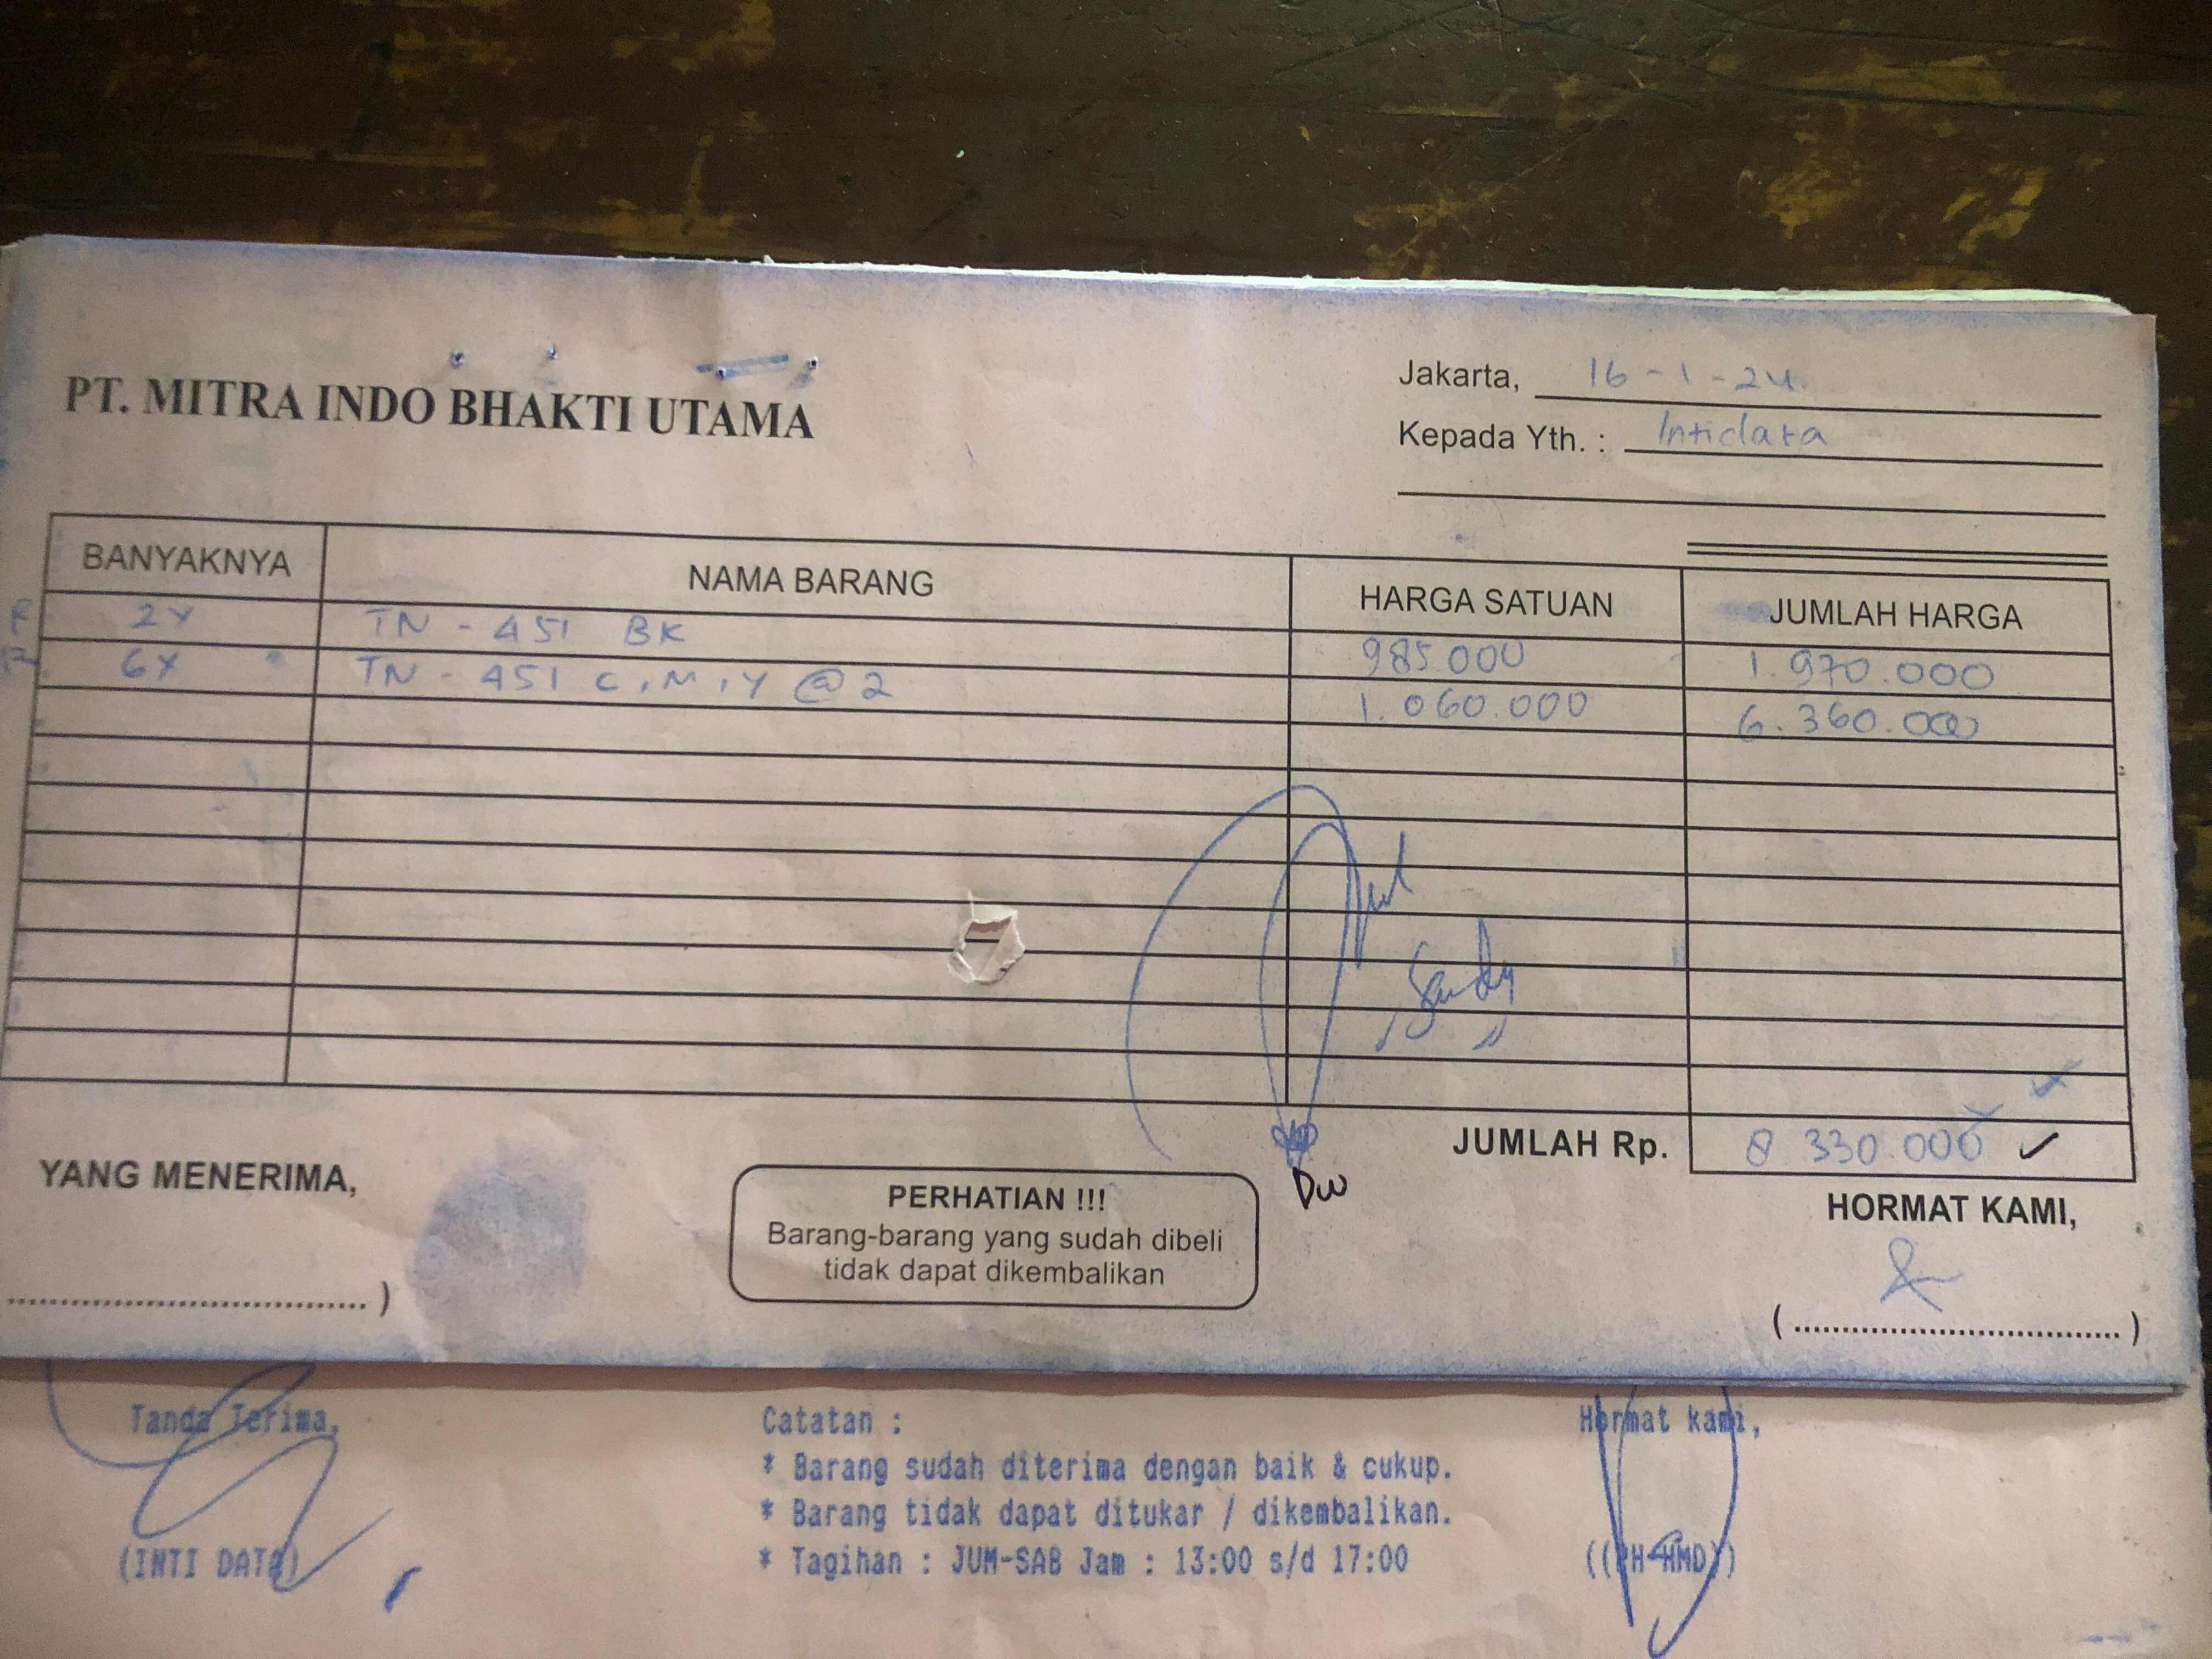 PT. MITRA INDO BHAKTI UTAMA
Jakarta, 16-1-24
Kepada Yth. : Intidata
BANYAKNYA NAMA BARANG HARGA SATUAN JUMLAH HARGA
2x TN-451 BK 985.000 1.970.000
6x TN-451 C,M,Y @2 1.060.000 6.360.000
Sandy
JUMLAH Rp. 8.330.000 ✓
DW
YANG MENERIMA,
PERHATIAN !!!
Barang-barang yang sudah dibeli
tidak dapat dikembalikan
HORMAT KAMI,
.................................. )
( .................................. )
Tanda Terima, Catatan : Hormat kami,
* Barang sudah diterima dengan baik & cukup.
* Barang tidak dapat ditukar / dikembalikan.
(INTI DATA) * Tagihan : JUM-SAB Jam : 13:00 s/d 17:00